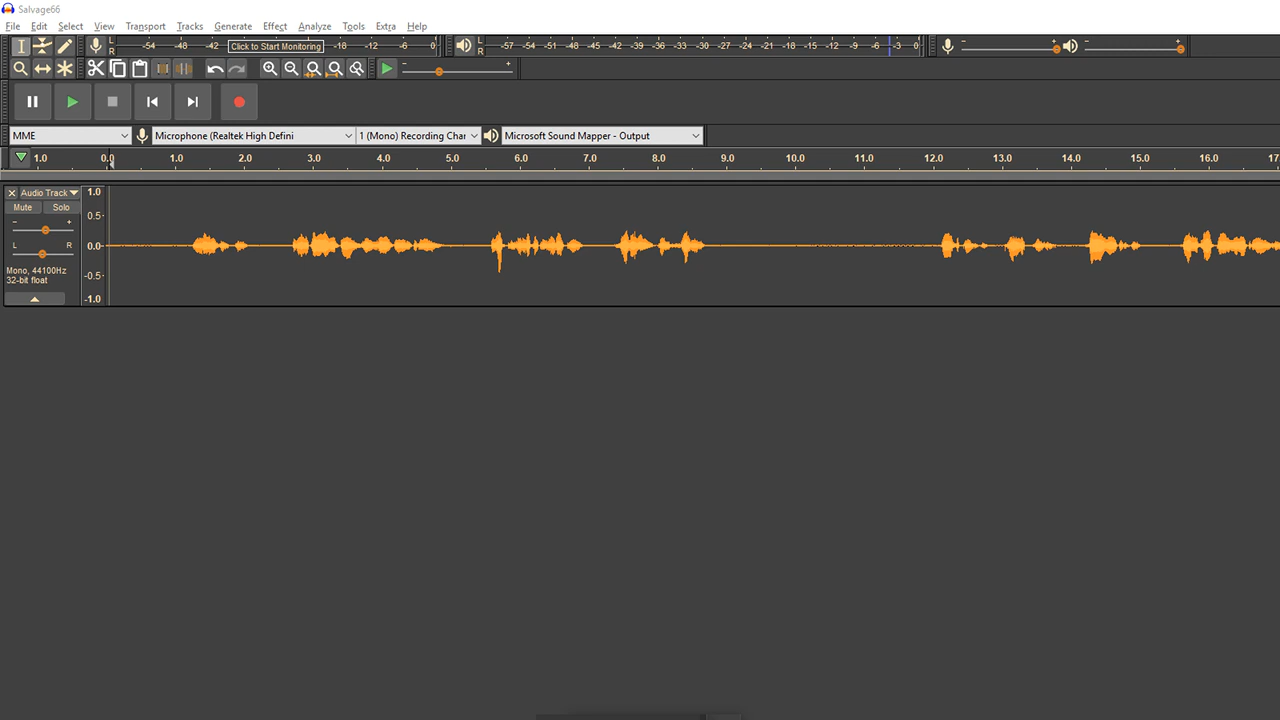 Salvage66
File Edit Select View Transport Tracks Generate Effect Analyze Tools Extra Help
L R -54 -48 -42 Click to Start Monitoring -18 -12 -6 0 L R -57 -54 -51 -48 -45 -42 -39 -36 -33 -30 -27 -24 -21 -18 -15 -12 -9 -6 -3 0 - + - +
- +
MME Microphone (Realtek High Defini 1 (Mono) Recording Char Microsoft Sound Mapper - Output
1.0 0.0 1.0 2.0 3.0 4.0 5.0 6.0 7.0 8.0 9.0 10.0 11.0 12.0 13.0 14.0 15.0 16.0 17.
× Audio Track 1.0
Mute Solo
- + 0.5
L R 0.0
Mono, 44100Hz -0.5
32-bit float
-1.0